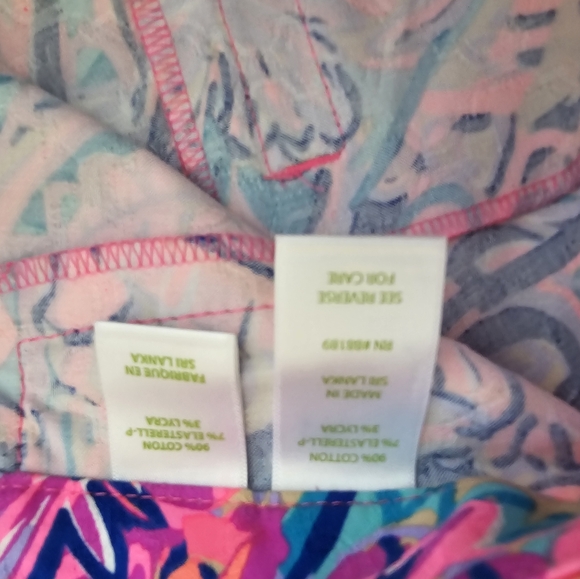 90% COTTON
7% ELASTERELL-P
3% LYCRA
MADE IN
SRI LANKA
RN #88189
SEE REVERSE
FOR CARE
90% COTON
7% ELASTERELL-P
3% LYCRA
FABRIQUE EN
SRI LANKA